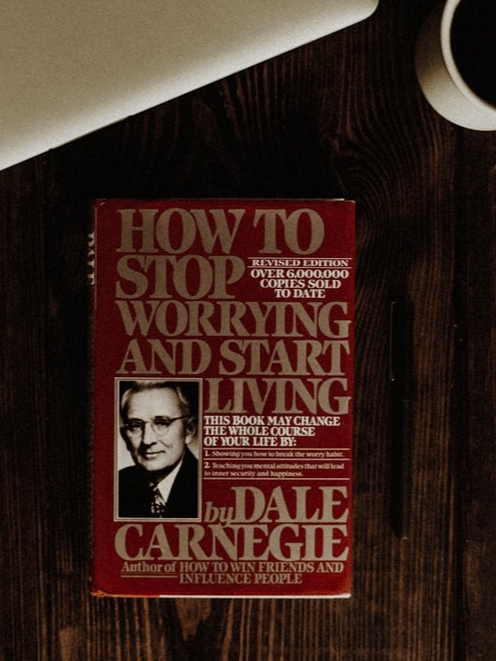 HOW TO
STOP
REVISED EDITION
OVER 6,000,000
COPIES SOLD
TO DATE
WORRYING
AND START
LIVING
THIS BOOK MAY CHANGE
THE WHOLE COURSE
OF YOUR LIFE BY:
1. Showing you how to break the worry habit.
2. Teaching you mental attitudes that will lead
to inner security and happiness.
by DALE
CARNEGIE
Author of HOW TO WIN FRIENDS AND
INFLUENCE PEOPLE
DALE